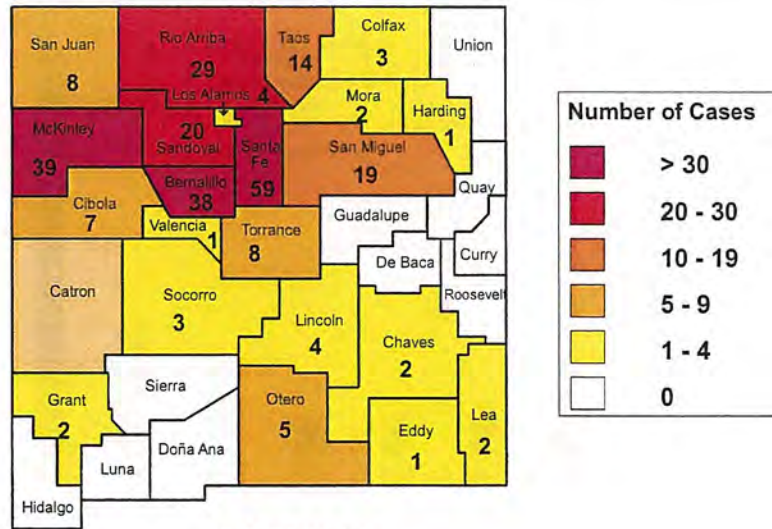 San Juan
8
Rio Arriba
29
Taos
14
Colfax
3
Union
Los Alamos
4
Mora
2
Harding
1
McKinley
39
20
Sandoval
Santa
Fe
59
San Miguel
19
Quay
Bernalillo
38
Cibola
7
Valencia
1
Torrance
8
Guadalupe
De Baca
Curry
Roosevelt
Catron
Socorro
3
Lincoln
4
Chaves
2
Grant
2
Sierra
Otero
5
Eddy
1
Lea
2
Luna
Doña Ana
Hidalgo
Number of Cases
> 30
20 - 30
10 - 19
5 - 9
1 - 4
0